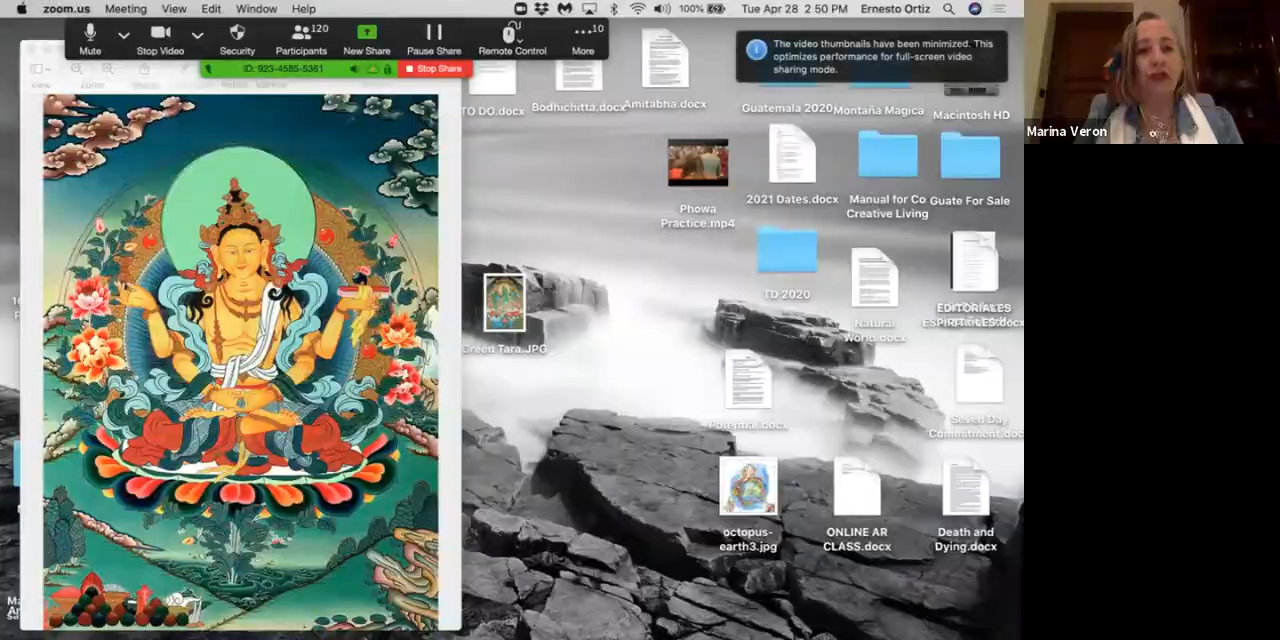 zoom.us Meeting View Edit Window Help 100% Tue Apr 28 2:50 PM Ernesto Ortiz
Mute Stop Video Security Participants 120 New Share Pause Share Remote Control More 10
ID: 923-4585-5361 Stop Share
The video thumbnails have been minimized. This
optimizes performance for full-screen video
sharing mode.
Marina Veron
TO DO.docx
Bodhichitta.docx
Amitabha.docx
Guatemala 2020
Montaña Magica
Macintosh HD
Phowa
Practice.mp4
2021 Dates.docx
Manual for Co
Creative Living
Guate For Sale
Green Tara.JPG
TD 2020
Natural
World.docx
EDITORIALES
octopus-
earth3.jpg
Seven Day
Commitment.doc
ONLINE AR
CLASS.docx
Death and
Dying.docx